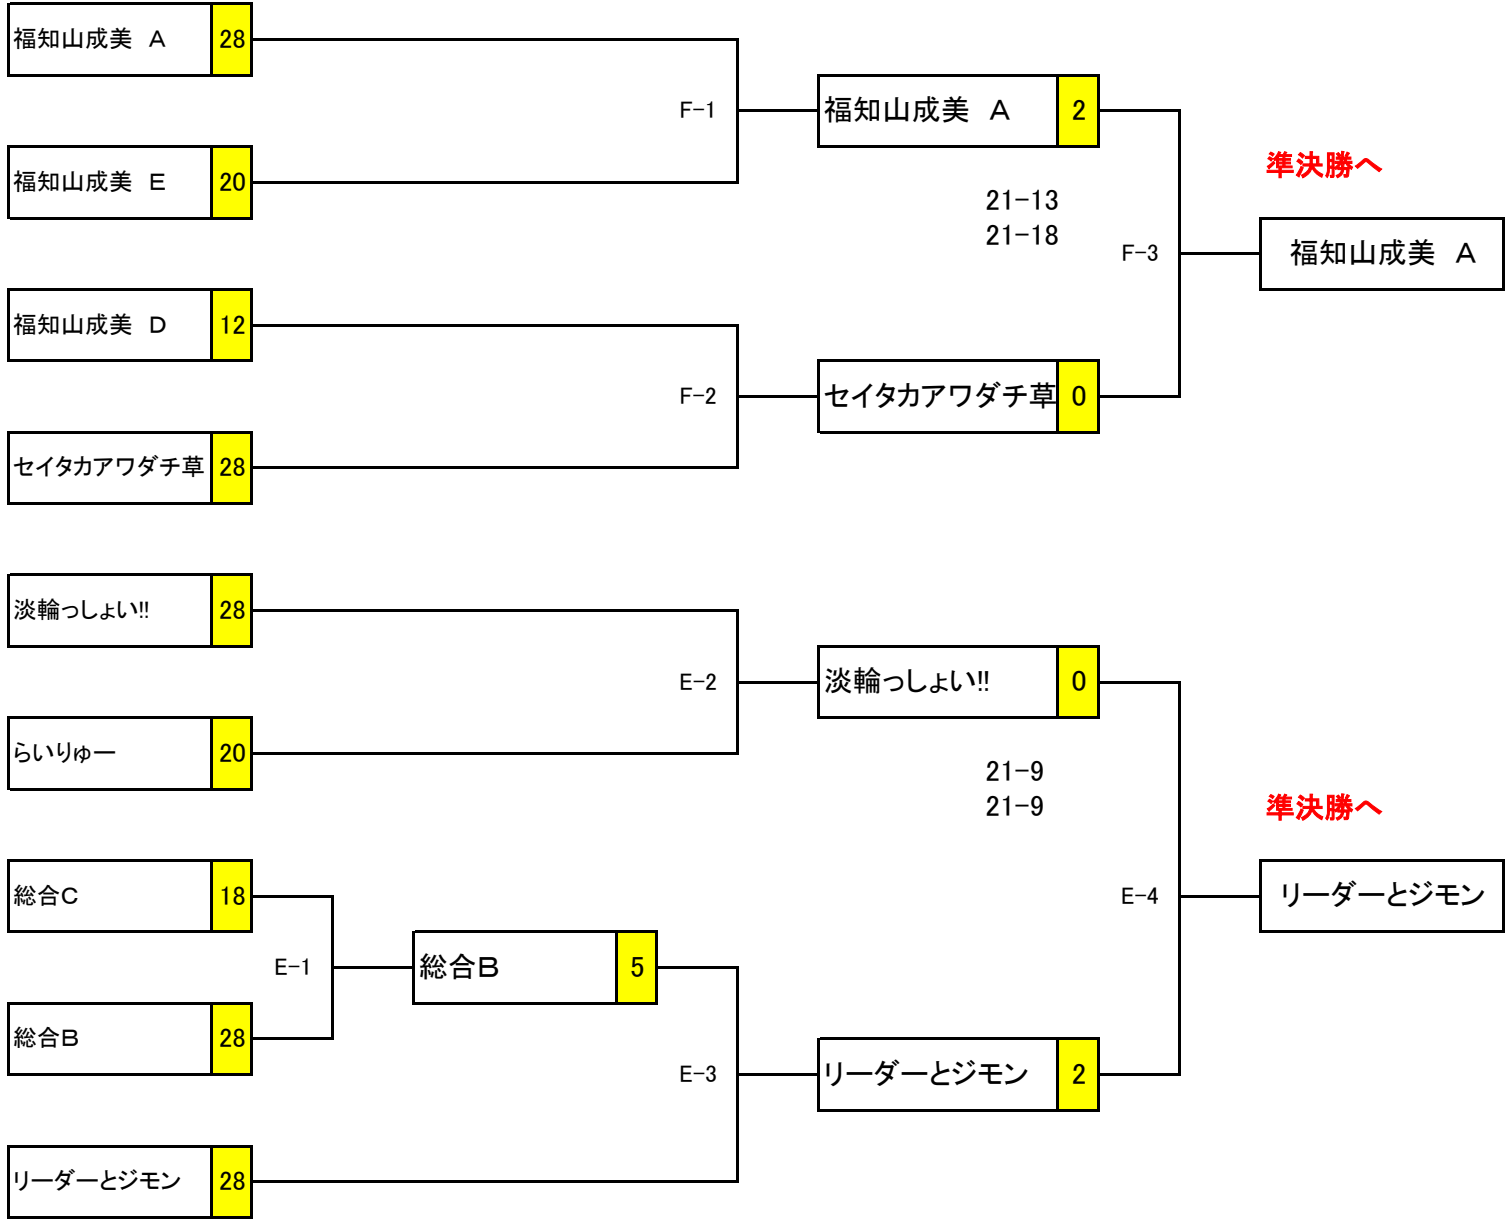 福知山成美　A 28
F-1
福知山成美　A 2
福知山成美　E 20
準決勝へ
21-13
21-18
F-3
福知山成美　A
福知山成美　D 12
F-2
セイタカアワダチ草 0
セイタカアワダチ草 28
淡輪っしょい!! 28
E-2
淡輪っしょい!! 0
らいりゅー 20
21-9
21-9
準決勝へ
総合C 18
E-4
リーダーとジモン
E-1
総合B 5
総合B 28
E-3
リーダーとジモン 2
リーダーとジモン 28